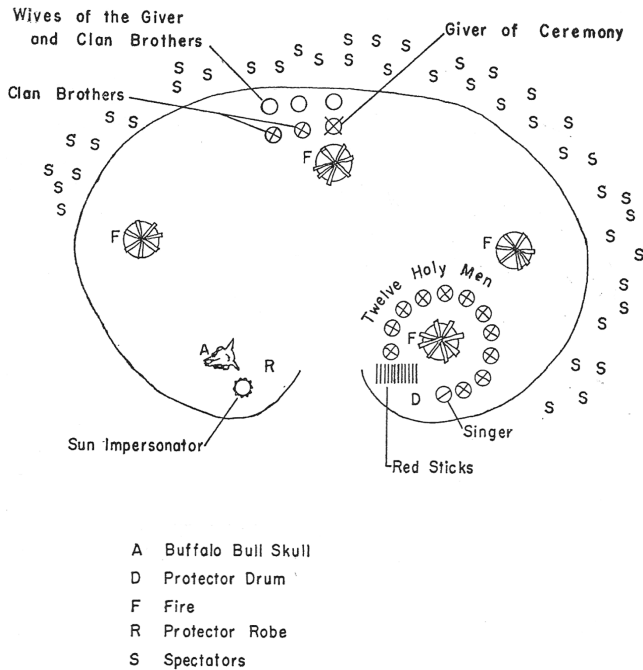 Wives of the Giver
and Clan Brothers
Giver of Ceremony
S S S
S S S S
S S S S S
S S S
S S S S
S S S
S S S S
S S
S S
S S
S S
S S
S
S
S
S
S
S
S
S S
S
S
Clan Brothers
F
F
F
Twelve Holy Men
F
A
R
D
Sun Impersonator
Singer
Red Sticks
A Buffalo Bull Skull
D Protector Drum
F Fire
R Protector Robe
S Spectators